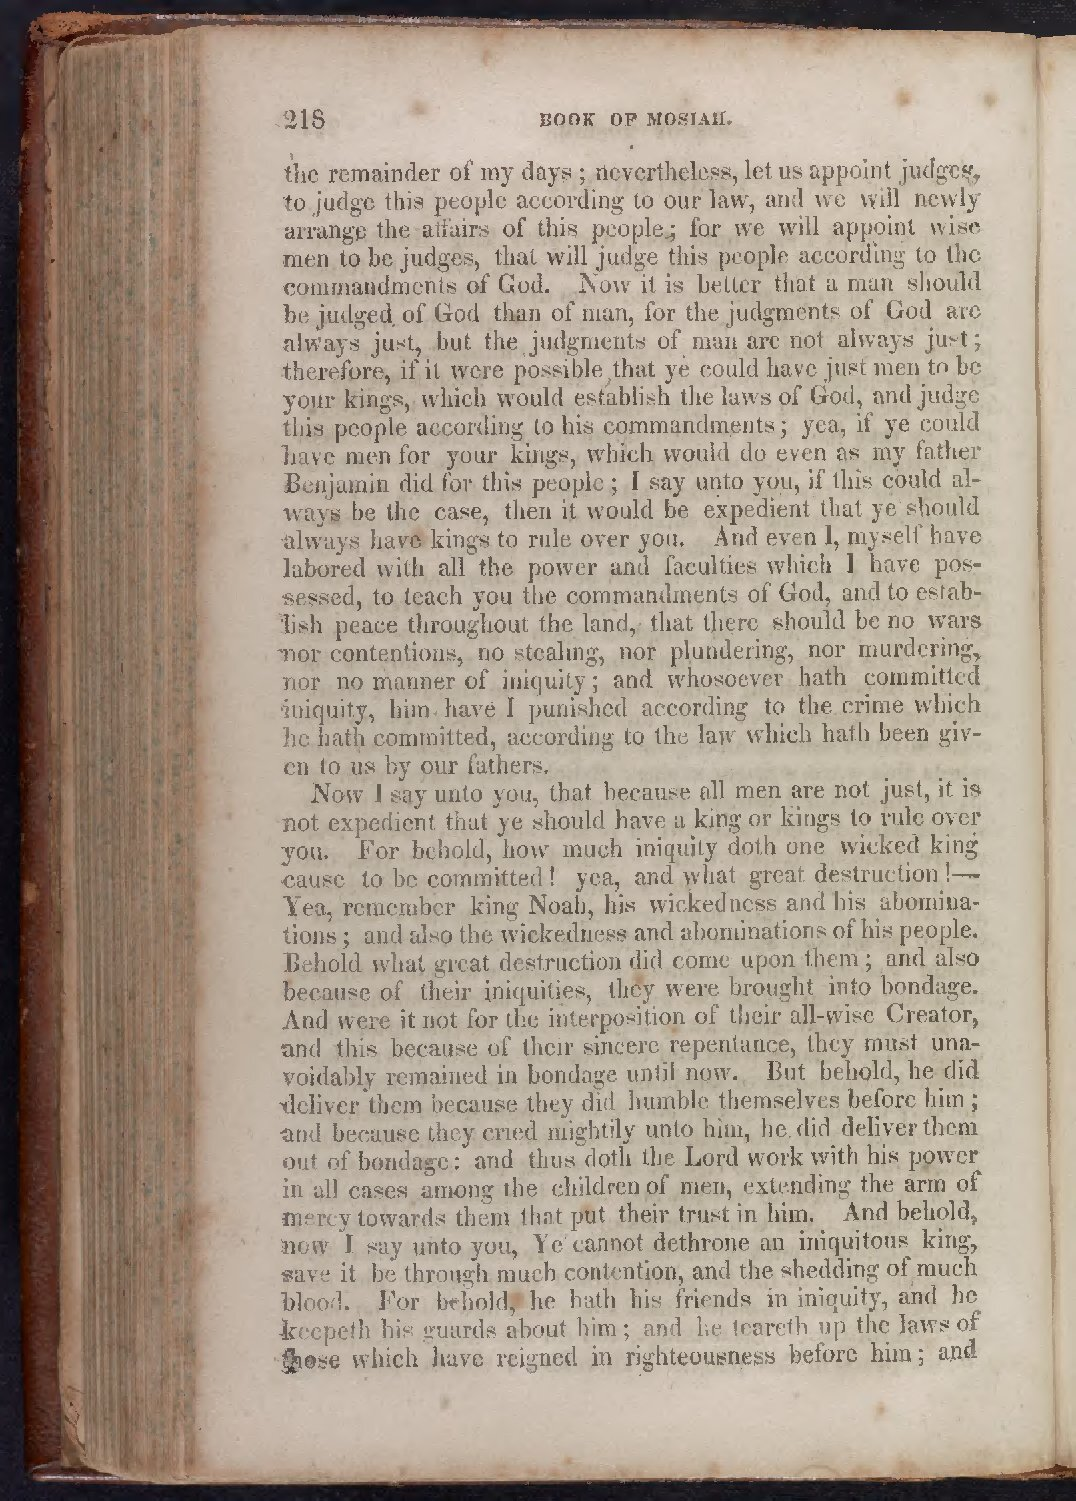 218 BOOK OF MOSIAH.
the remainder of my days ; nevertheless, let us appoint judges,
to judge this people according to our law, and we will newly
arrange the affairs of this people ; for we will appoint wise
men to be judges, that will judge this people according to the
commandments of God. Now it is better that a man should
be judged of God than of man, for the judgments of God are
always just, but the judgments of man are not always just ;
therefore, if it were possible that ye could have just men to be
your kings, which would establish the laws of God, and judge
this people according to his commandments ; yea, if ye could
have men for your kings, which would do even as my father
Benjamin did for this people ; I say unto you, if this could al-
ways be the case, then it would be expedient that ye should
always have kings to rule over you. And even I, myself have
labored with all the power and faculties which I have pos-
sessed, to teach you the commandments of God, and to estab-
lish peace throughout the land, that there should be no wars
nor contentions, no stealing, nor plundering, nor murdering,
nor no manner of iniquity ; and whosoever hath committed
iniquity, him have I punished according to the crime which
he hath committed, according to the law which hath been giv-
en to us by our fathers.
Now I say unto you, that because all men are not just, it is
not expedient that ye should have a king or kings to rule over
you. For behold, how much iniquity doth one wicked king
cause to be committed ! yea, and what great destruction !—
Yea, remember king Noah, his wickedness and his abomina-
tions ; and also the wickedness and abominations of his people.
Behold what great destruction did come upon them ; and also
because of their iniquities, they were brought into bondage.
And were it not for the interposition of their all-wise Creator,
and this because of their sincere repentance, they must una-
voidably remained in bondage until now. But behold, he did
deliver them because they did humble themselves before him ;
and because they cried mightily unto him, he did deliver them
out of bondage : and thus doth the Lord work with his power
in all cases among the children of men, extending the arm of
mercy towards them that put their trust in him. And behold,
now I say unto you, Ye cannot dethrone an iniquitous king,
save it be through much contention, and the shedding of much
blood. For behold, he hath his friends in iniquity, and he
keepeth his guards about him ; and he teareth up the laws of
those which have reigned in righteousness before him ; and